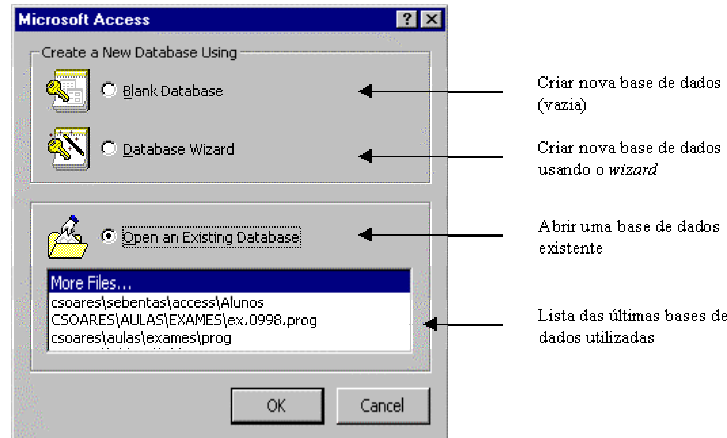 Microsoft Access
Create a New Database Using
Blank Database
Criar nova base de dados
(vazia)
Database Wizard
Criar nova base de dados
usando o wizard
Open an Existing Database
Abrir uma base de dados
existente
More Files...
csoares\sebentas\access\Alunos
CSOARES\AULAS\EXAMES\ex.0998.prog
csoares\aulas\exames\prog
Lista das últimas bases de
dados utilizadas
OK
Cancel